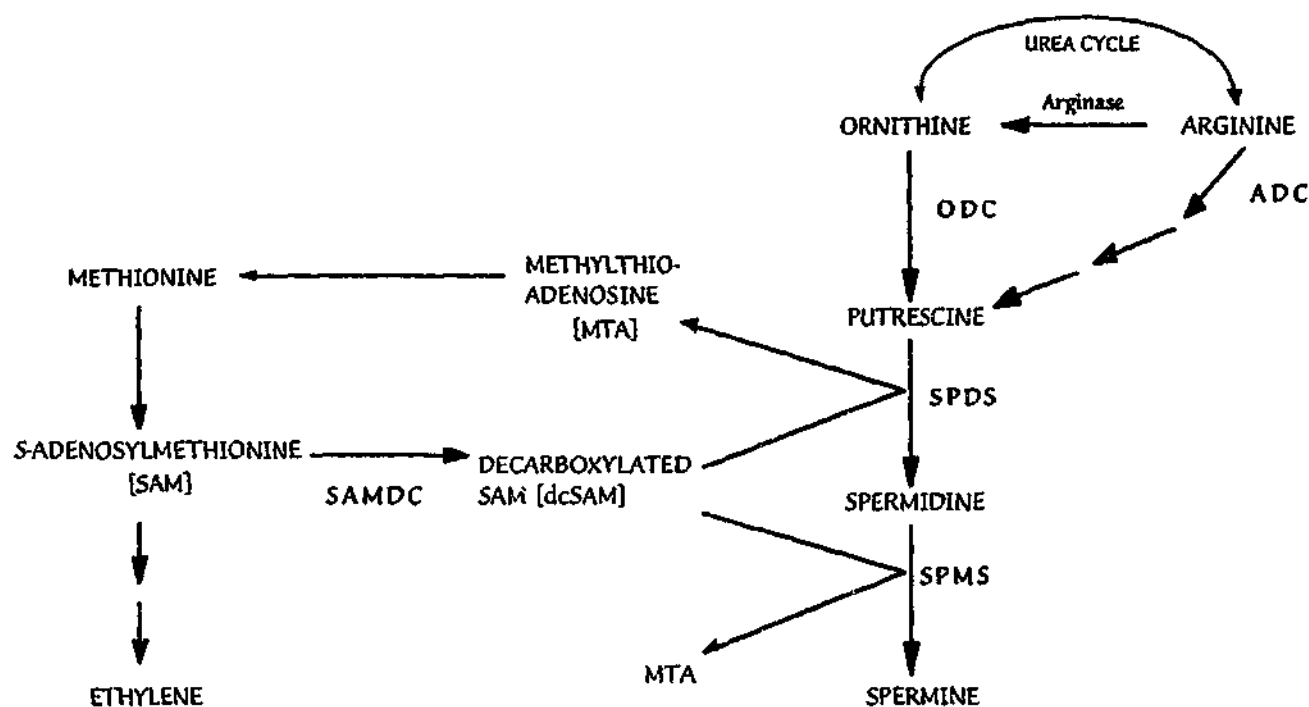 UREA CYCLE
Arginase
ORNITHINE
ARGININE
ODC
ADC
METHIONINE
METHYLTHIO-
ADENOSINE
[MTA]
PUTRESCINE
SPDS
S-ADENOSYLMETHIONINE
[SAM]
SAMDC
DECARBOXYLATED
SAM [dcSAM]
SPERMIDINE
SPMS
MTA
ETHYLENE
SPERMINE